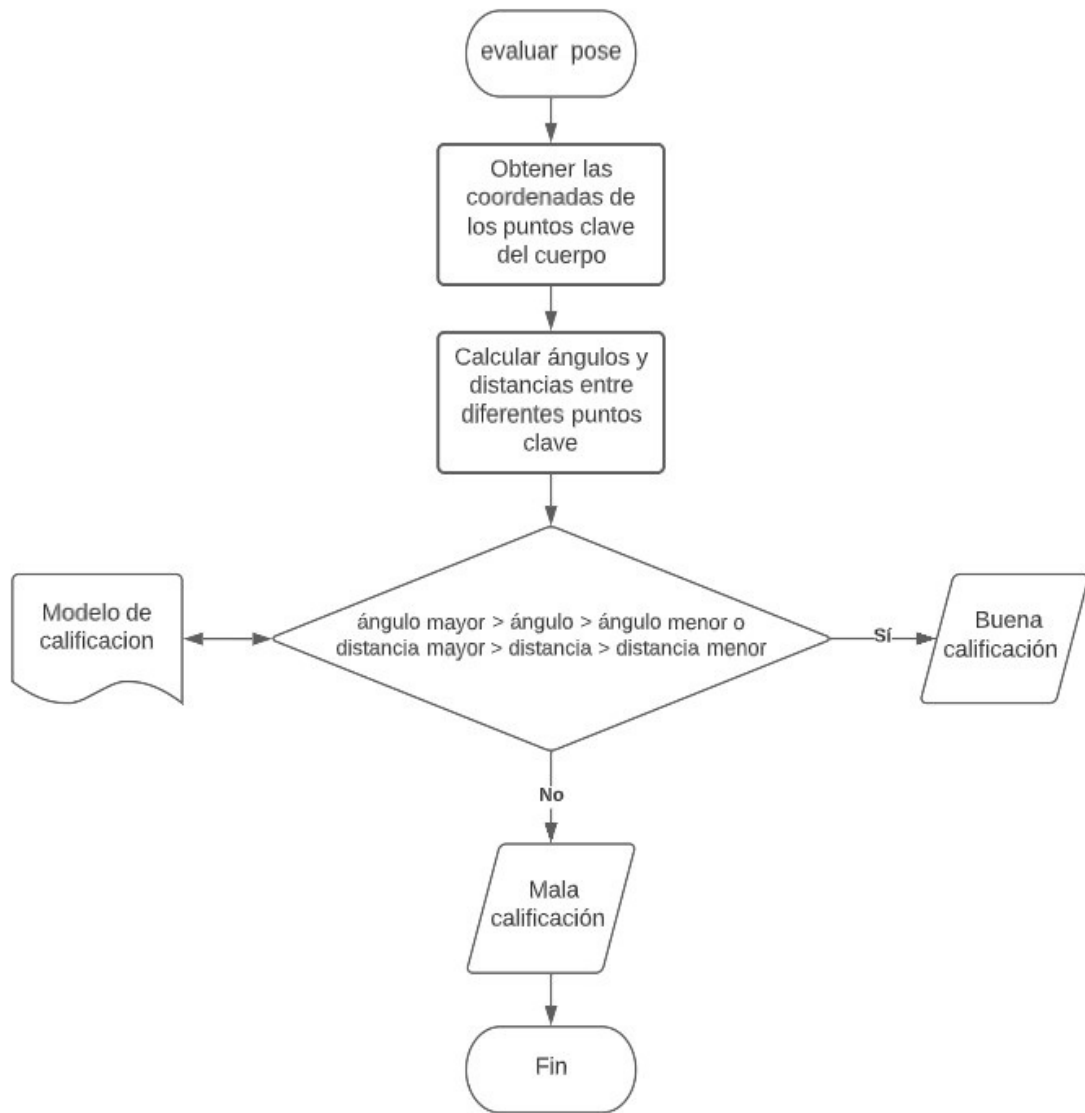 evaluar pose
Obtener las
coordenadas de
los puntos clave
del cuerpo
Calcular ángulos y
distancias entre
diferentes puntos
clave
Modelo de
calificacion
ángulo mayor > ángulo > ángulo menor o
distancia mayor > distancia > distancia menor
Sí
Buena
calificación
No
Mala
calificación
Fin